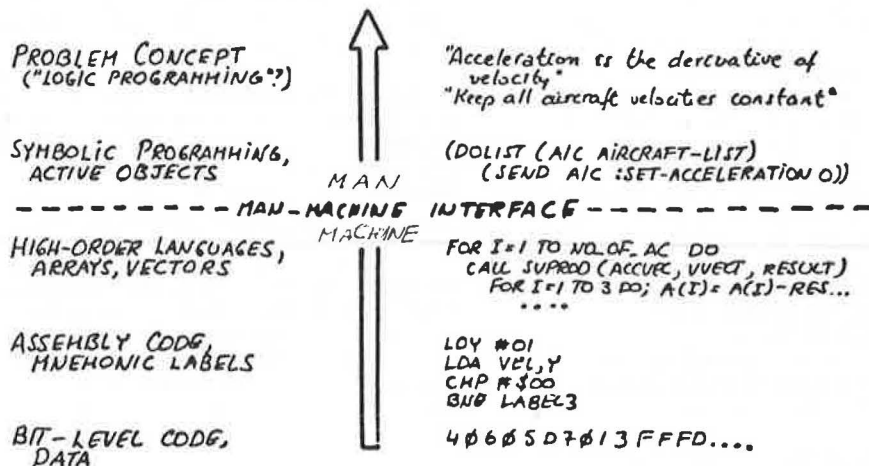 PROBLEM CONCEPT
("LOGIC PROGRAMMING"?)
"Acceleration is the derivative of
velocity"
"Keep all aircraft velocities constant"
SYMBOLIC PROGRAMMING,
ACTIVE OBJECTS
(DOLIST (A/C AIRCRAFT-LIST)
(SEND A/C :SET-ACCELERATION 0))
MAN
MAN-MACHINE INTERFACE
MACHINE
HIGH-ORDER LANGUAGES,
ARRAYS, VECTORS
FOR I=1 TO NO_OF_AC DO
CALL SVPROD (ACCVEC, VVECT, RESULT)
FOR I=1 TO 3 DO; A(I)= A(I)-RES...
....
ASSEMBLY CODE,
MNEMONIC LABELS
LDY #01
LDA VEL,Y
CMP #$00
BNE LABEL3
BIT-LEVEL CODE,
DATA
4Ø6Ø5D7Ø13FFFD....